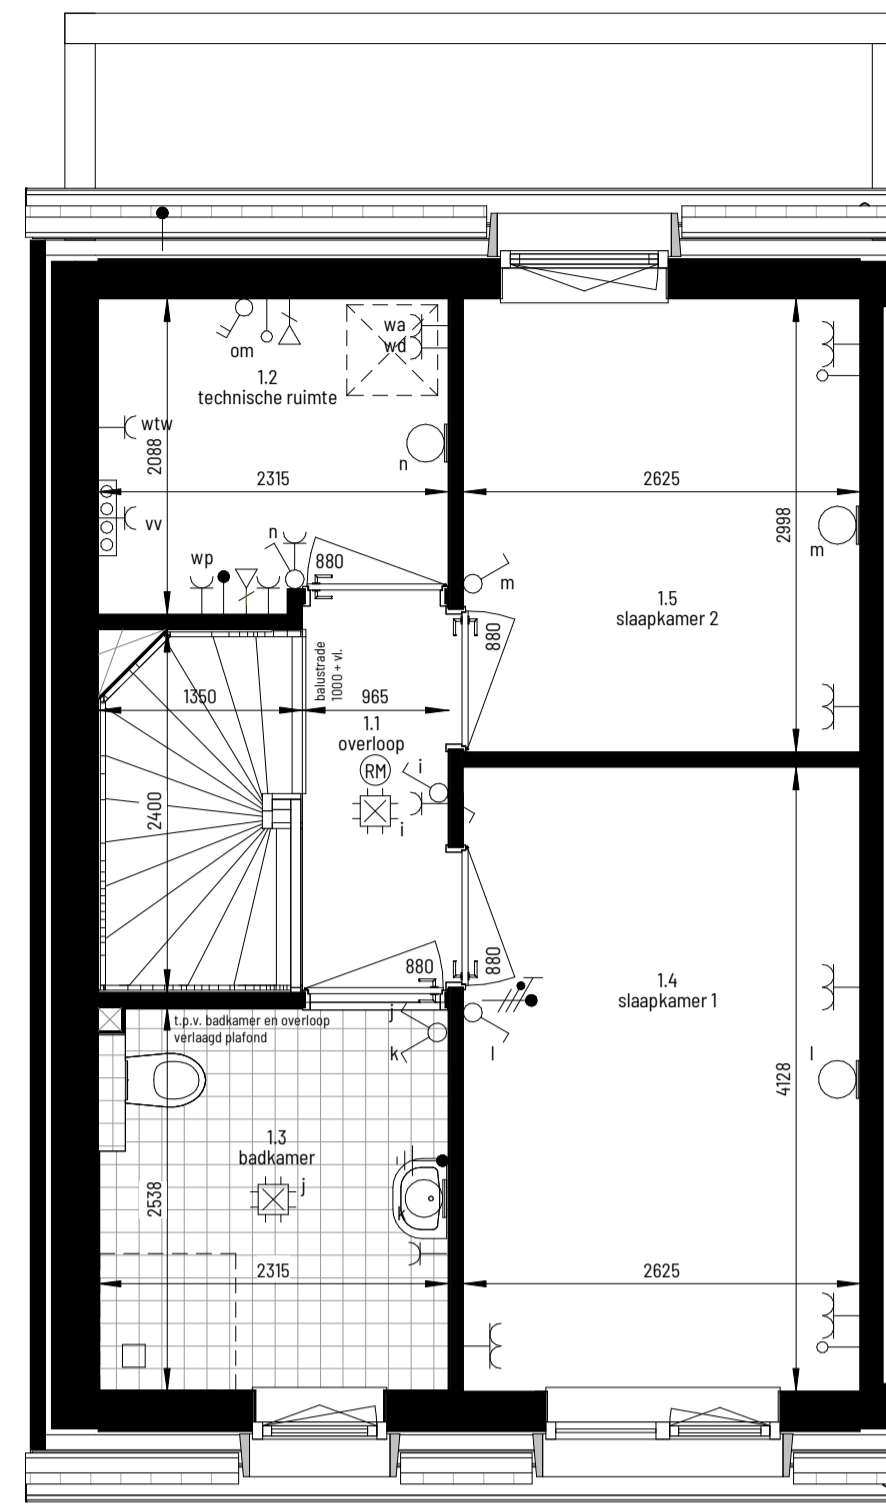 wa
wd
om
1.2
technische ruimte
wtw
2088
n
2315
2625
2998
vv
n
wp
880
m
m
1.5
slaapkamer 2
880
balustrade
1000 + vl.
1350
965
1.1
overloop
RM
i
i
2400
880
880
1.4
slaapkamer 1
t.p.v. badkamer en overloop
verlaagd plafond
j
k
l
l
4128
1.3
badkamer
j
k
2538
2315
2625